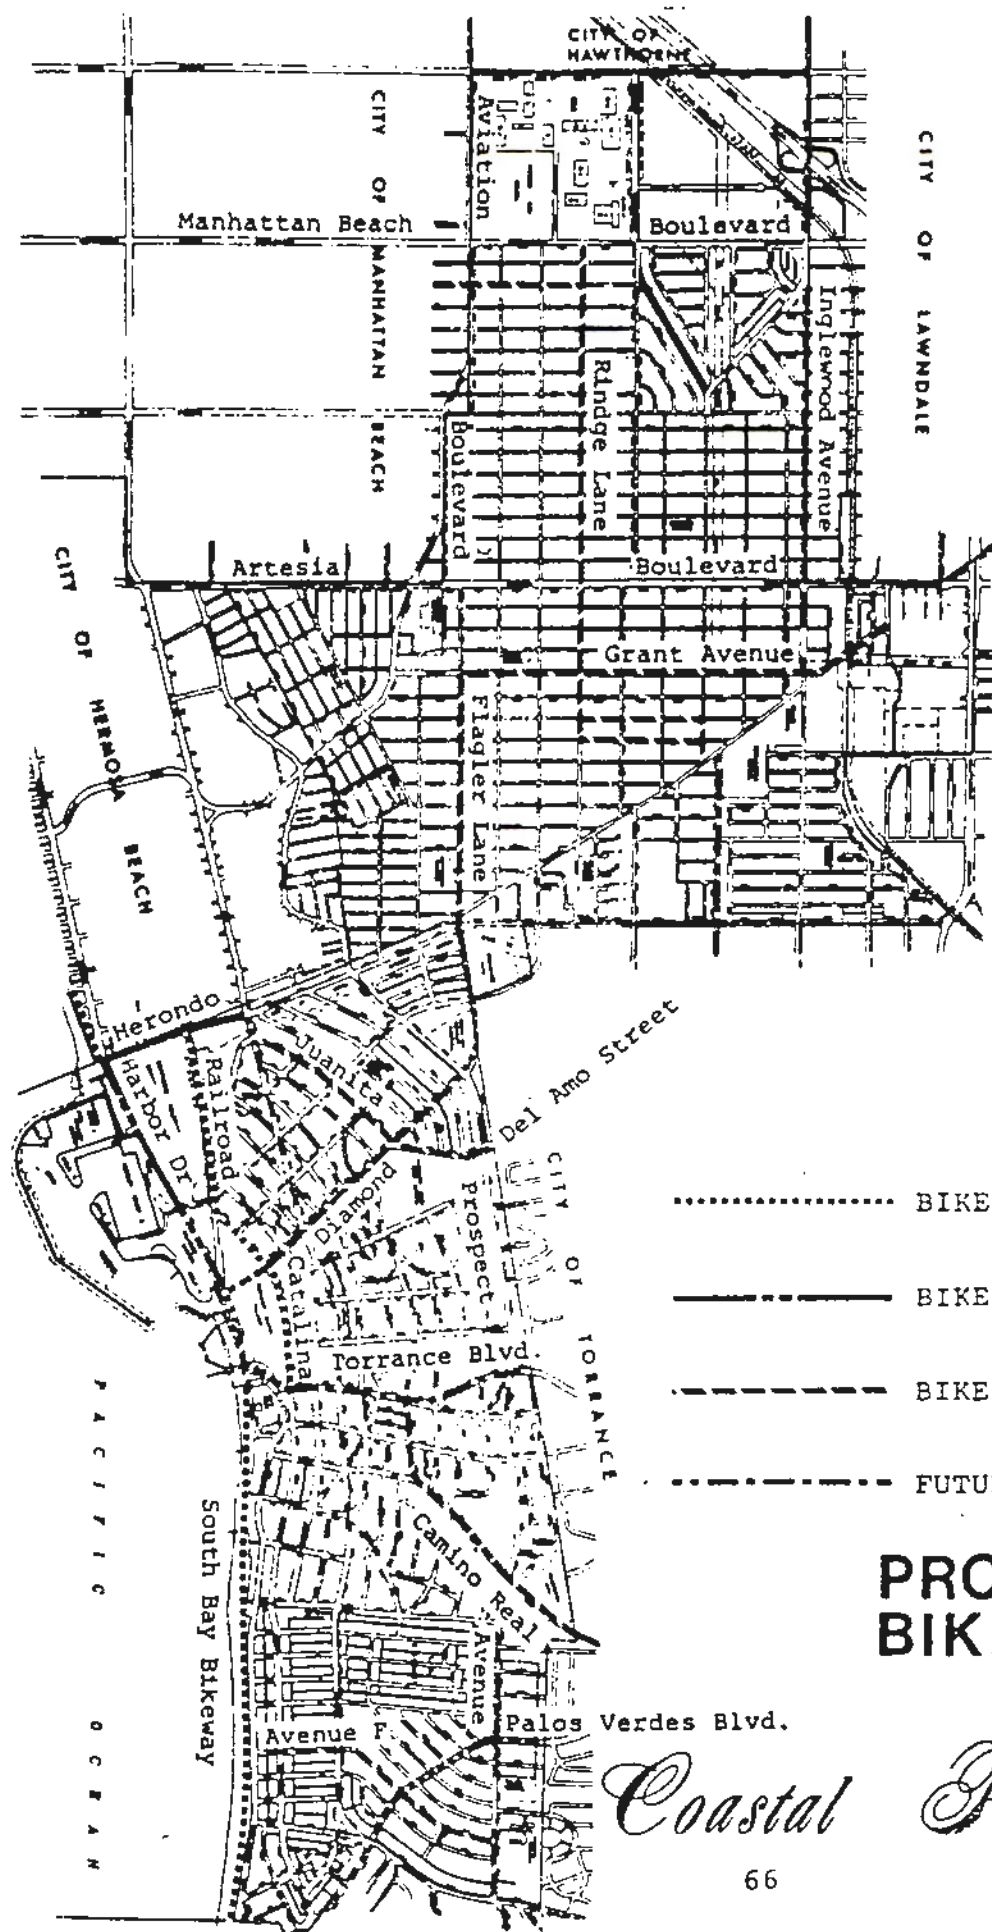 CITY OF
HAWTHORNE
CITY OF MANHATTAN BEACH
Aviation
CITY OF LAWNDALE
Manhattan Beach
Boulevard
Inglewood Avenue
Rindge Lane
Boulevard
Artesia
Boulevard
CITY OF HERMOSA BEACH
Grant Avenue
Flagler Lane
Herondo
Juanita
Harbor Dr
Railroad
Del Amo Street
Diamond
Prospect
CITY OF TORRANCE
Catalina
Torrance Blvd.
BIKE
BIKE
BIKE
FUTU
PACIFIC OCEAN
South Bay Bikeway
Camino Real
PRO
BIK
Avenue
Avenue F
Palos Verdes Blvd.
Coastal
66